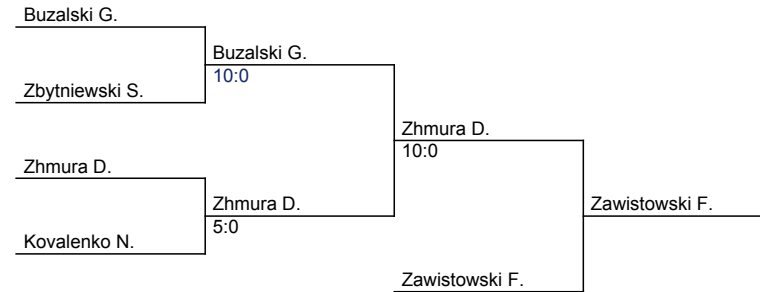 Buzalski G.
Buzalski G.
10:0
Zbytniewski S.
Zhmura D.
10:0
Zhmura D.
Zhmura D.
5:0
Zawistowski F.
Kovalenko N.
Zawistowski F.